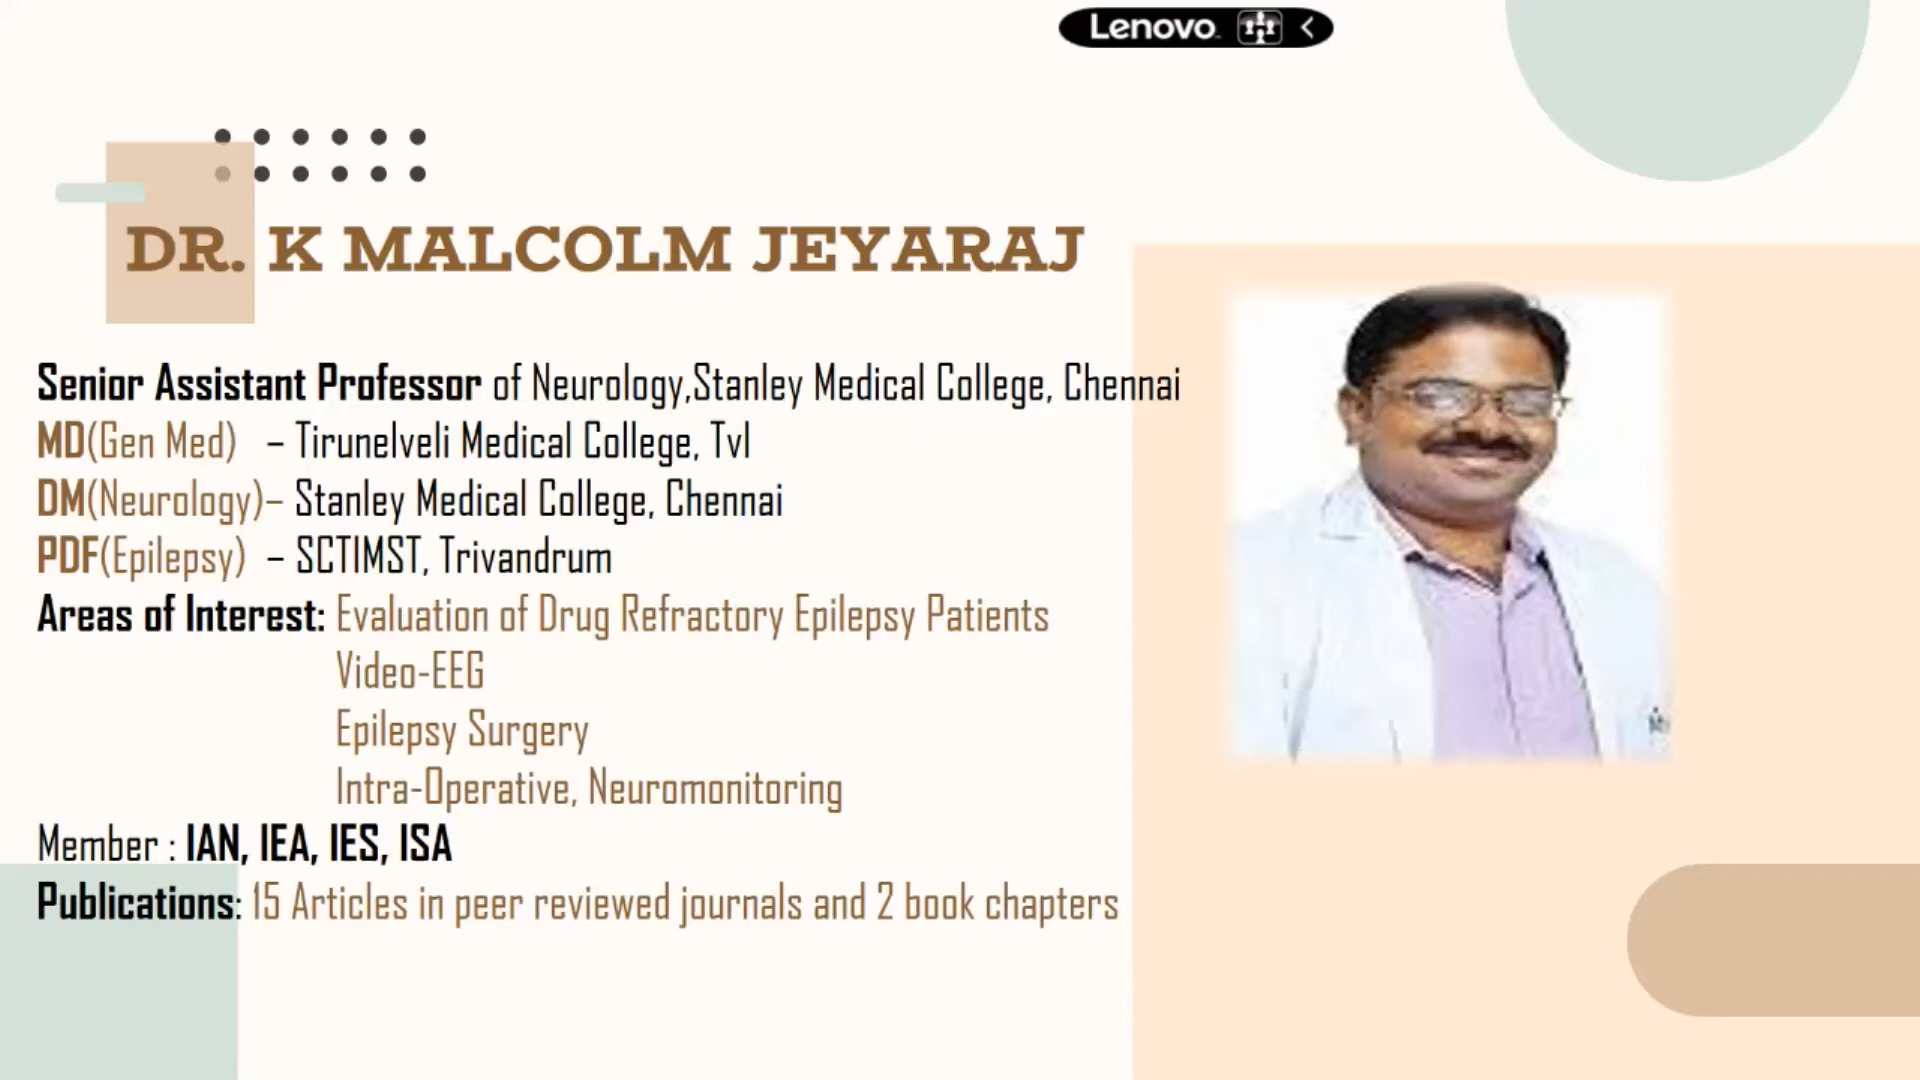 Lenovo
DR. K MALCOLM JEYARAJ
Senior Assistant Professor of Neurology,Stanley Medical College, Chennai
MD(Gen Med) – Tirunelveli Medical College, Tvl
DM(Neurology)– Stanley Medical College, Chennai
PDF(Epilepsy) – SCTIMST, Trivandrum
Areas of Interest: Evaluation of Drug Refractory Epilepsy Patients
Video-EEG
Epilepsy Surgery
Intra-Operative, Neuromonitoring
Member : IAN, IEA, IES, ISA
Publications: 15 Articles in peer reviewed journals and 2 book chapters